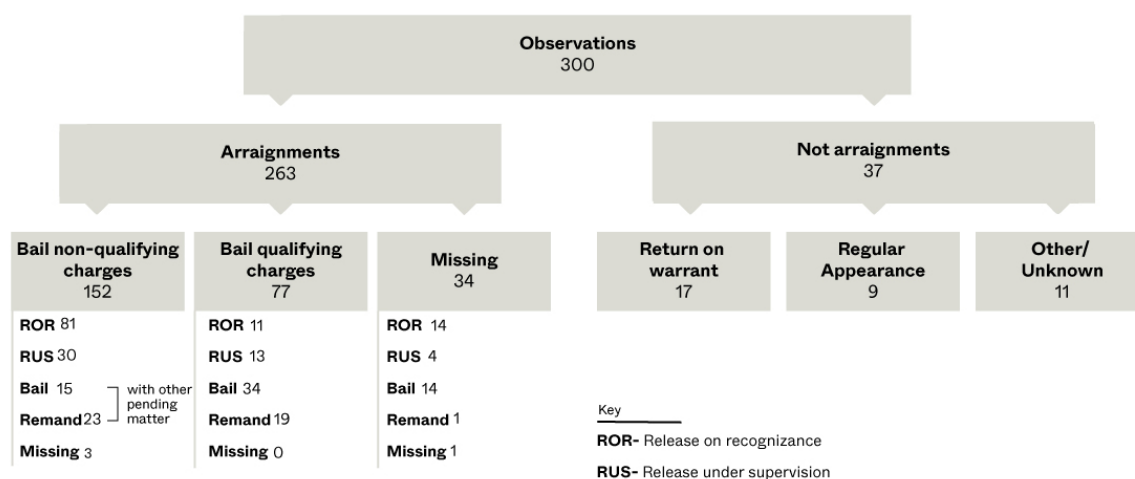 Observations
300
Arraignments
263
Not arraignments
37
Bail non-qualifying
charges
152
Bail qualifying
charges
77
Missing
34
Return on
warrant
17
Regular
Appearance
9
Other/
Unknown
11
ROR 81
RUS 30
Bail 15
Remand 23
with other
pending
matter
Missing 3
ROR 11
RUS 13
Bail 34
Remand 19
Missing 0
ROR 14
RUS 4
Bail 14
Remand 1
Missing 1
Key
ROR- Release on recognizance
RUS- Release under supervision